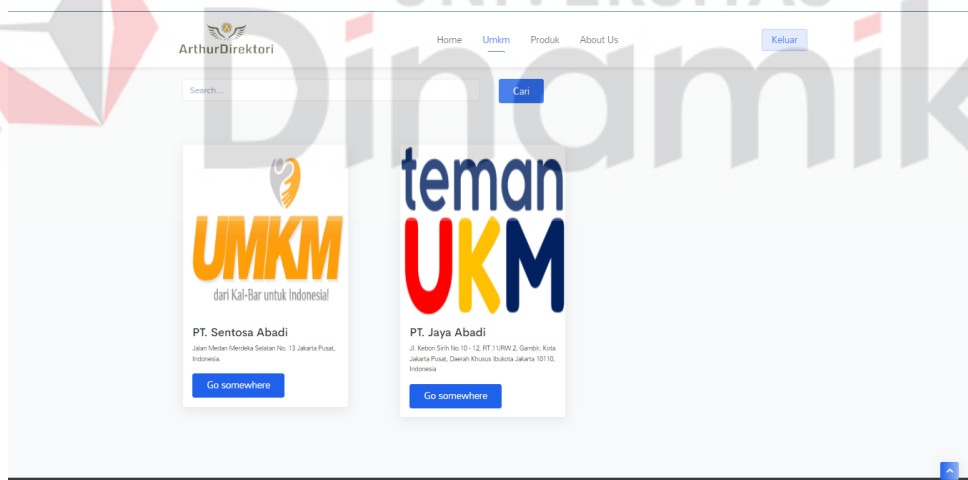 UNIVERSITAS
Dinamik
ArthurDirektori
Home Umkm Produk About Us
Keluar
Search...
Cari
UMKM
dari Kal-Bar untuk Indonesia!
PT. Sentosa Abadi
Jalan Medan Merdeka Selatan No. 13 Jakarta Pusat,
Indonesia.
Go somewhere
teman
UKM
PT. Jaya Abadi
Jl. Kebon Sirih No.10 - 12, RT.11/RW.2, Gambir, Kota
Jakarta Pusat, Daerah Khusus Ibukota Jakarta 10110,
Indonesia
Go somewhere